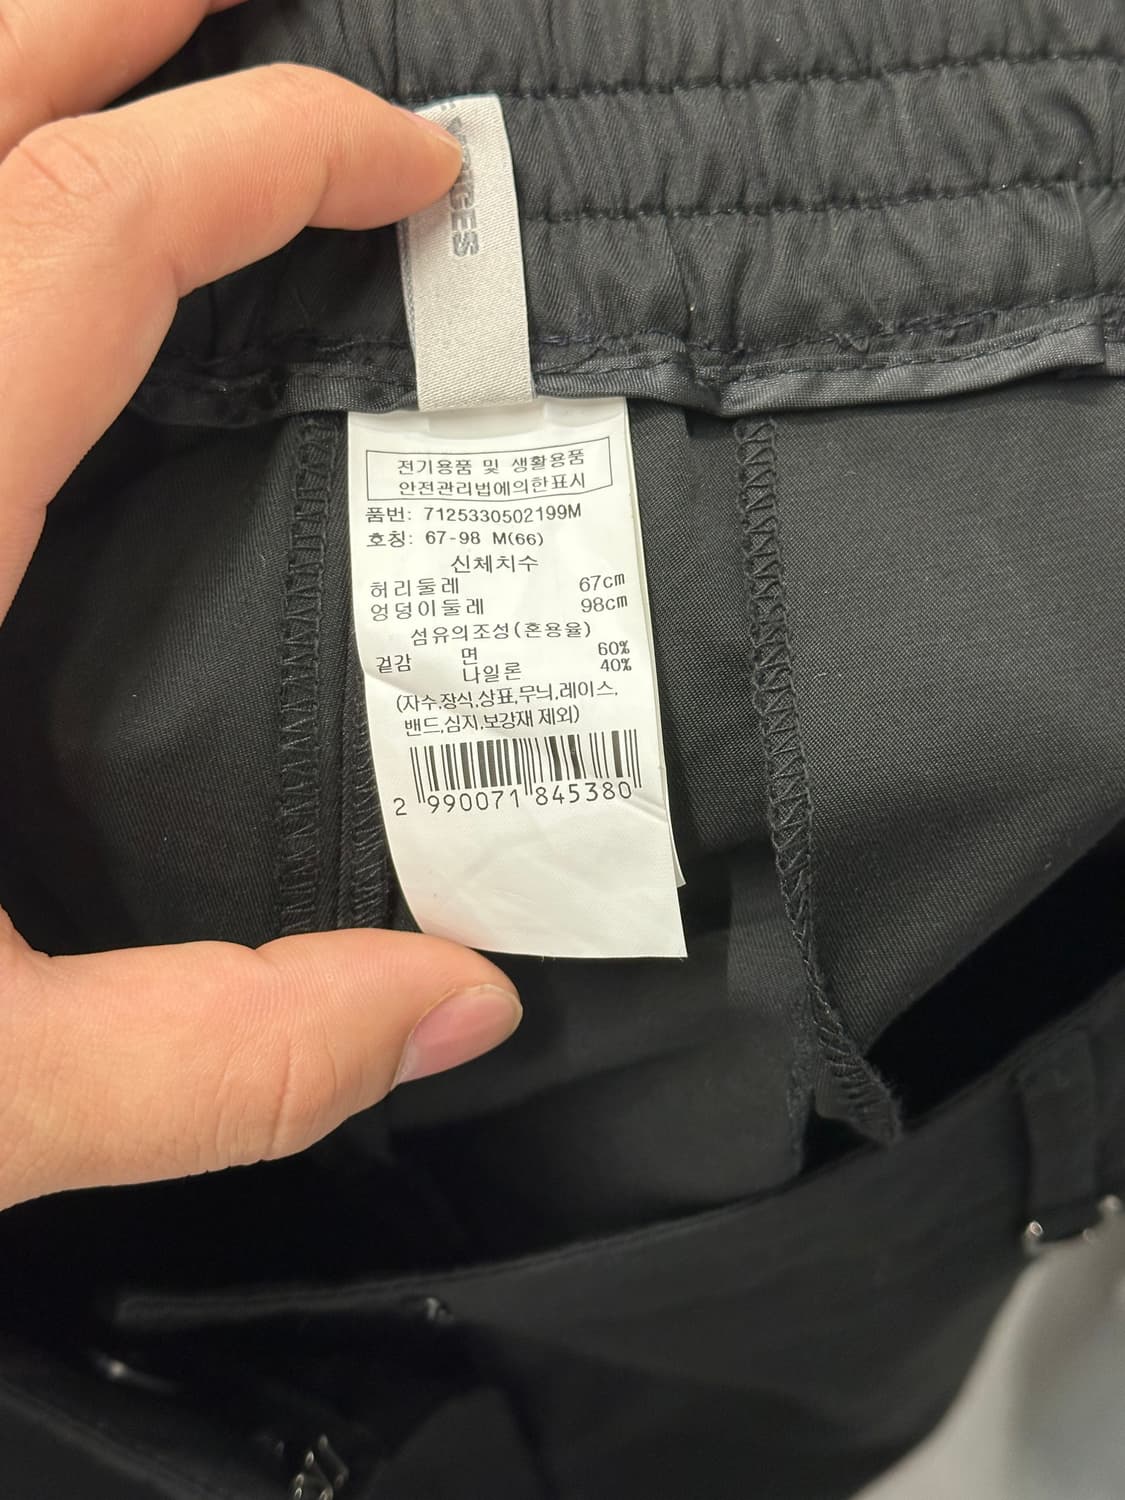 전기용품 및 생활용품
안전관리법에의한표시
품번: 7125330502199M
호칭: 67-98 M(66)
신체치수
허리둘레 67cm
엉덩이둘레 98cm
섬유의조성(혼용율)
겉감 면 60%
나일론 40%
(자수,장식,상표,무늬,레이스,
밴드,심지,보강재 제외)
2 990071 845380